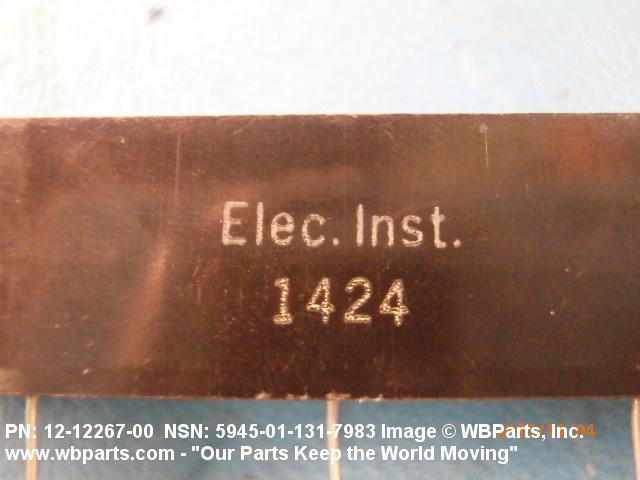 Elec. Inst.
1424
PN: 12-12267-00 NSN: 5945-01-131-7983 Image © WBParts, Inc.
www.wbparts.com - "Our Parts Keep the World Moving"